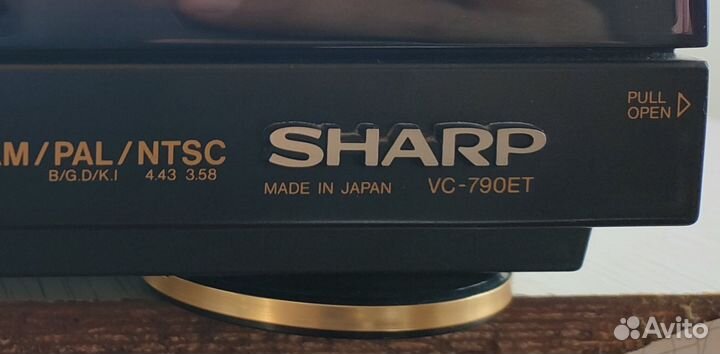 AM/PAL/NTSC
B/G.D/K.I 4.43 3.58
SHARP
MADE IN JAPAN VC-790ET
PULL
OPEN
Avito